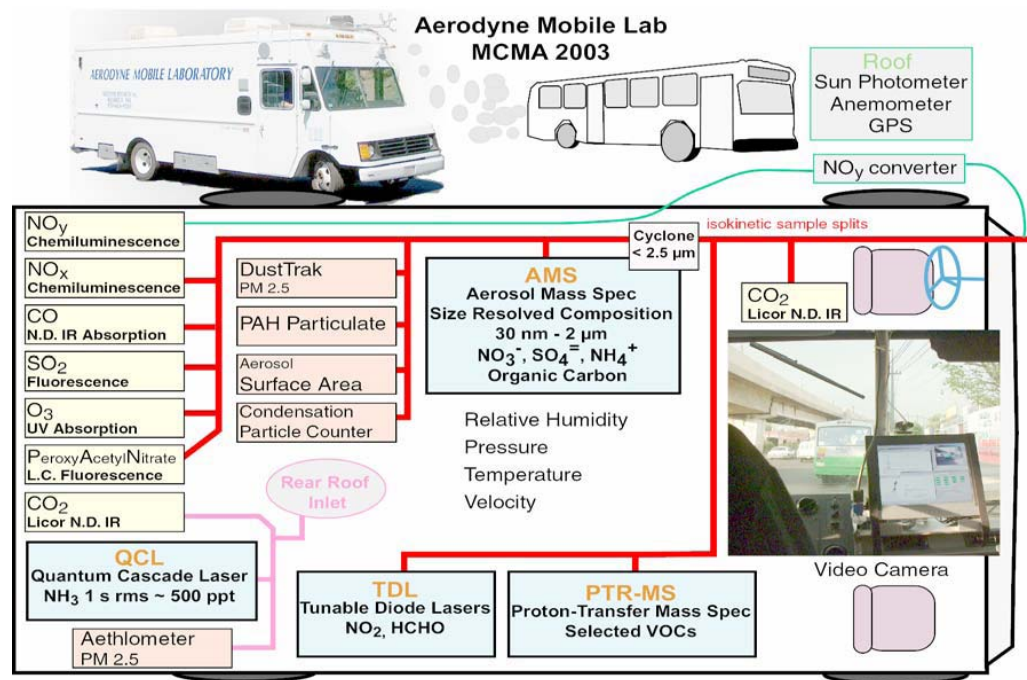 Aerodyne Mobile Lab
MCMA 2003
AERODYNE MOBILE LABORATORY
Roof
Sun Photometer
Anemometer
GPS
NOy converter
NOy
Chemiluminescence
isokinetic sample splits
Cyclone
< 2.5 µm
NOx
Chemiluminescence
DustTrak
PM 2.5
AMS
Aerosol Mass Spec
Size Resolved Composition
30 nm - 2 µm
NO3-, SO4=, NH4+
Organic Carbon
CO2
Licor N.D. IR
CO
N.D. IR Absorption
PAH Particulate
SO2
Fluorescence
Aerosol
Surface Area
O3
UV Absorption
Condensation
Particle Counter
Relative Humidity
Pressure
Temperature
Velocity
PeroxyAcetylNitrate
L.C. Fluorescence
Rear Roof
Inlet
CO2
Licor N.D. IR
QCL
Quantum Cascade Laser
NH3 1 s rms ~ 500 ppt
TDL
Tunable Diode Lasers
NO2, HCHO
PTR-MS
Proton-Transfer Mass Spec
Selected VOCs
Video Camera
Aethlometer
PM 2.5